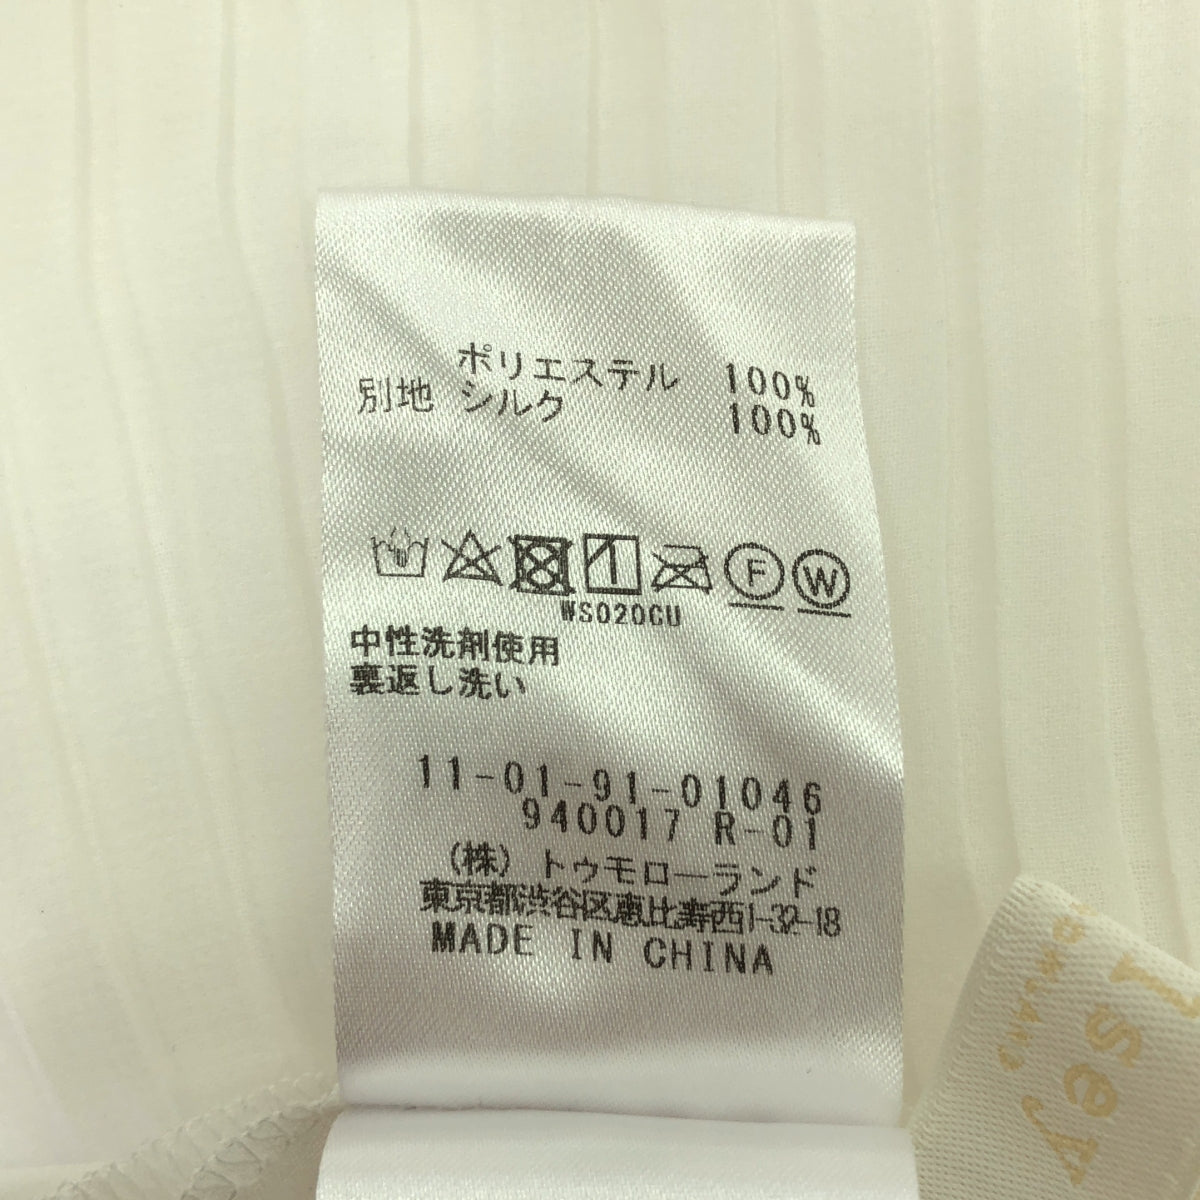 ポリエステル 100%
別地 シルク 100%
F W
WS020CU
中性洗剤使用
裏返し洗い
11-01-91-01046
940017 R-01
(株)トゥモローランド
東京都渋谷区恵比寿西1-32-18
MADE IN CHINA
lsey